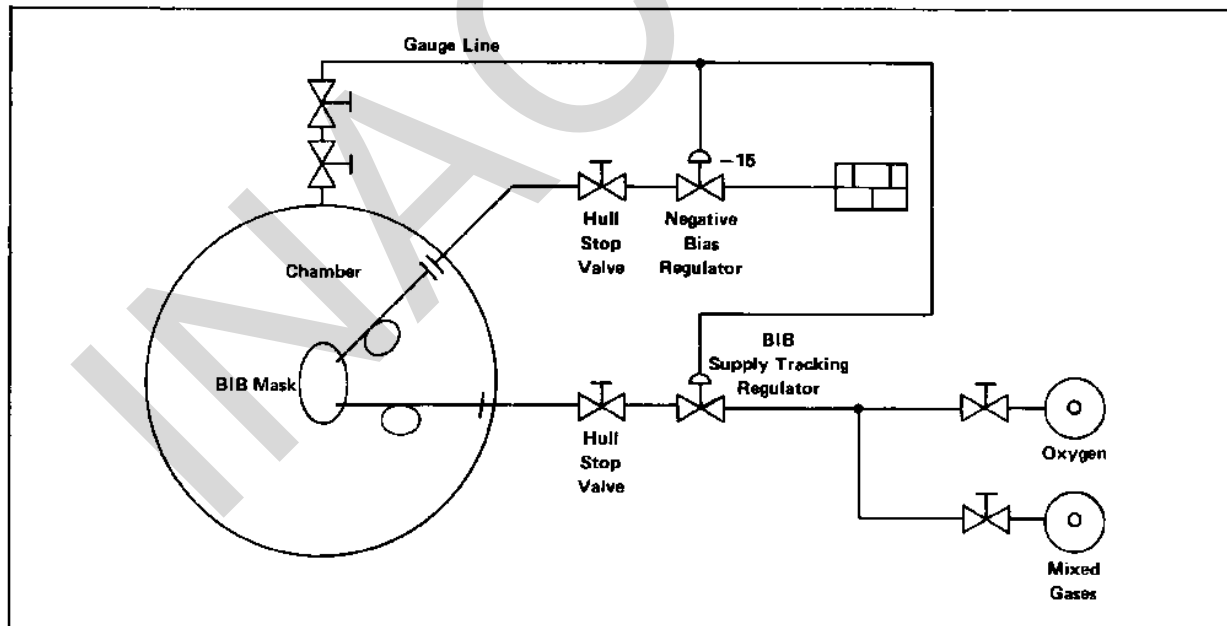 Gauge Line
−15
Hull
Stop
Valve
Negative
Bias
Regulator
Chamber
BIB Mask
BIB
Supply Tracking
Regulator
Hull
Stop
Valve
Oxygen
Mixed
Gases
INAC